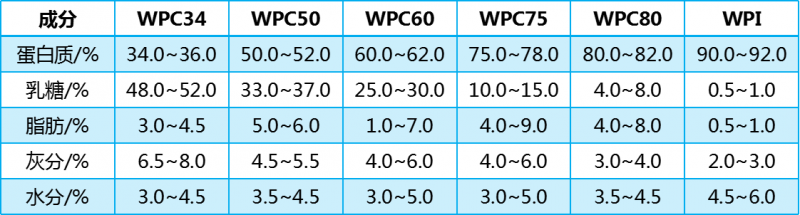 成分 WPC34 WPC50 WPC60 WPC75 WPC80 WPI
蛋白质/% 34.0~36.0 50.0~52.0 60.0~62.0 75.0~78.0 80.0~82.0 90.0~92.0
乳糖/% 48.0~52.0 33.0~37.0 25.0~30.0 10.0~15.0 4.0~8.0 0.5~1.0
脂肪/% 3.0~4.5 5.0~6.0 1.0~7.0 4.0~9.0 4.0~8.0 0.5~1.0
灰分/% 6.5~8.0 4.5~5.5 4.0~6.0 4.0~6.0 3.0~4.0 2.0~3.0
水分/% 3.0~4.5 3.5~4.5 3.0~5.0 3.0~5.0 3.5~4.5 4.5~6.0